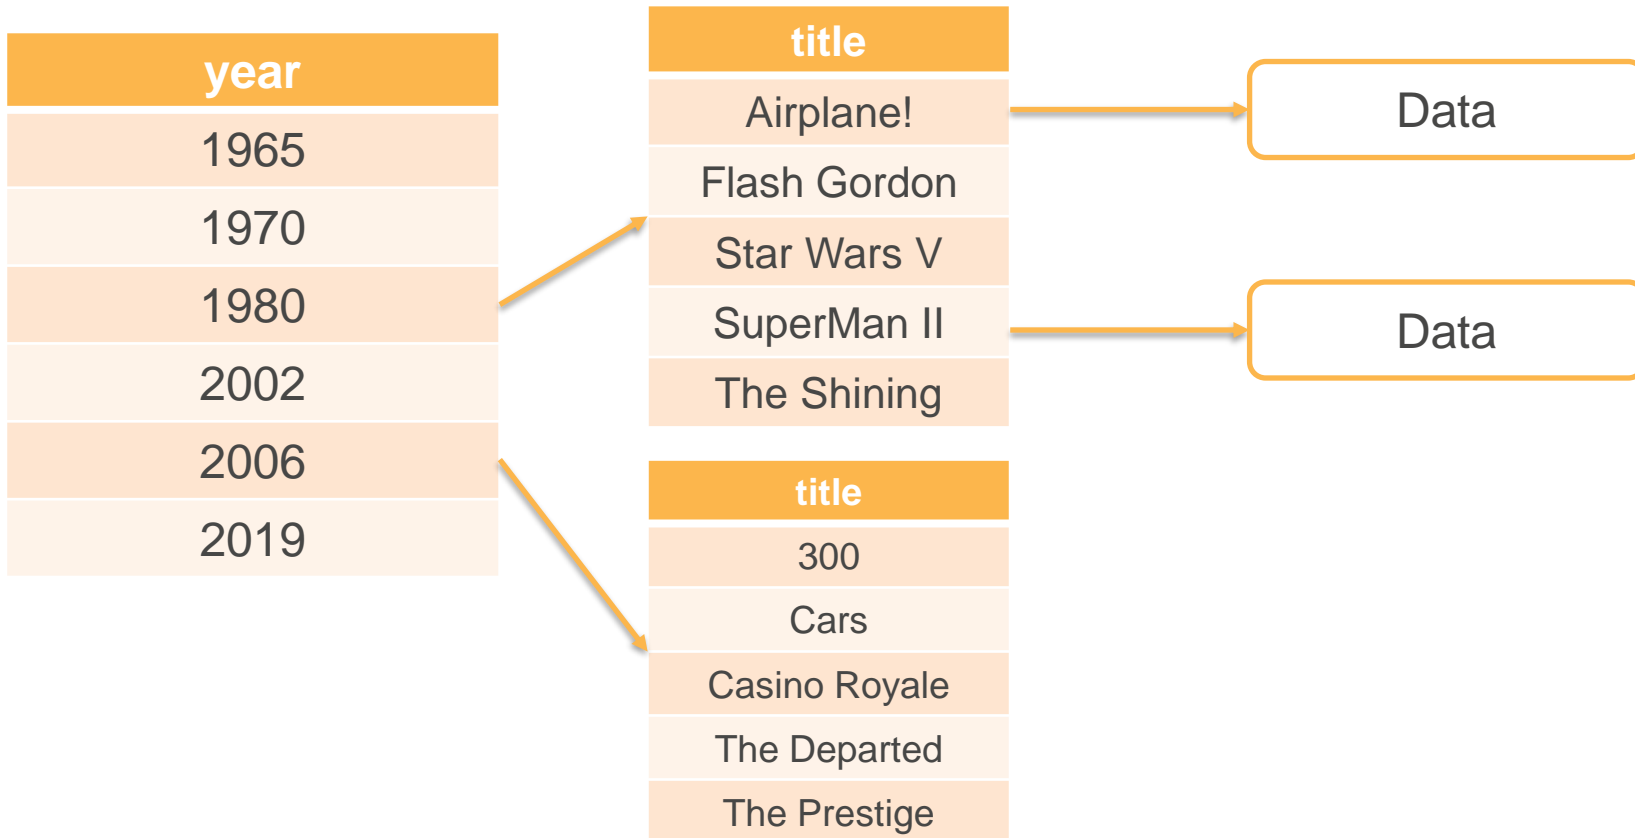 year
1965
1970
1980
2002
2006
2019
title
Airplane!
Flash Gordon
Star Wars V
SuperMan II
The Shining
title
300
Cars
Casino Royale
The Departed
The Prestige
Data
Data